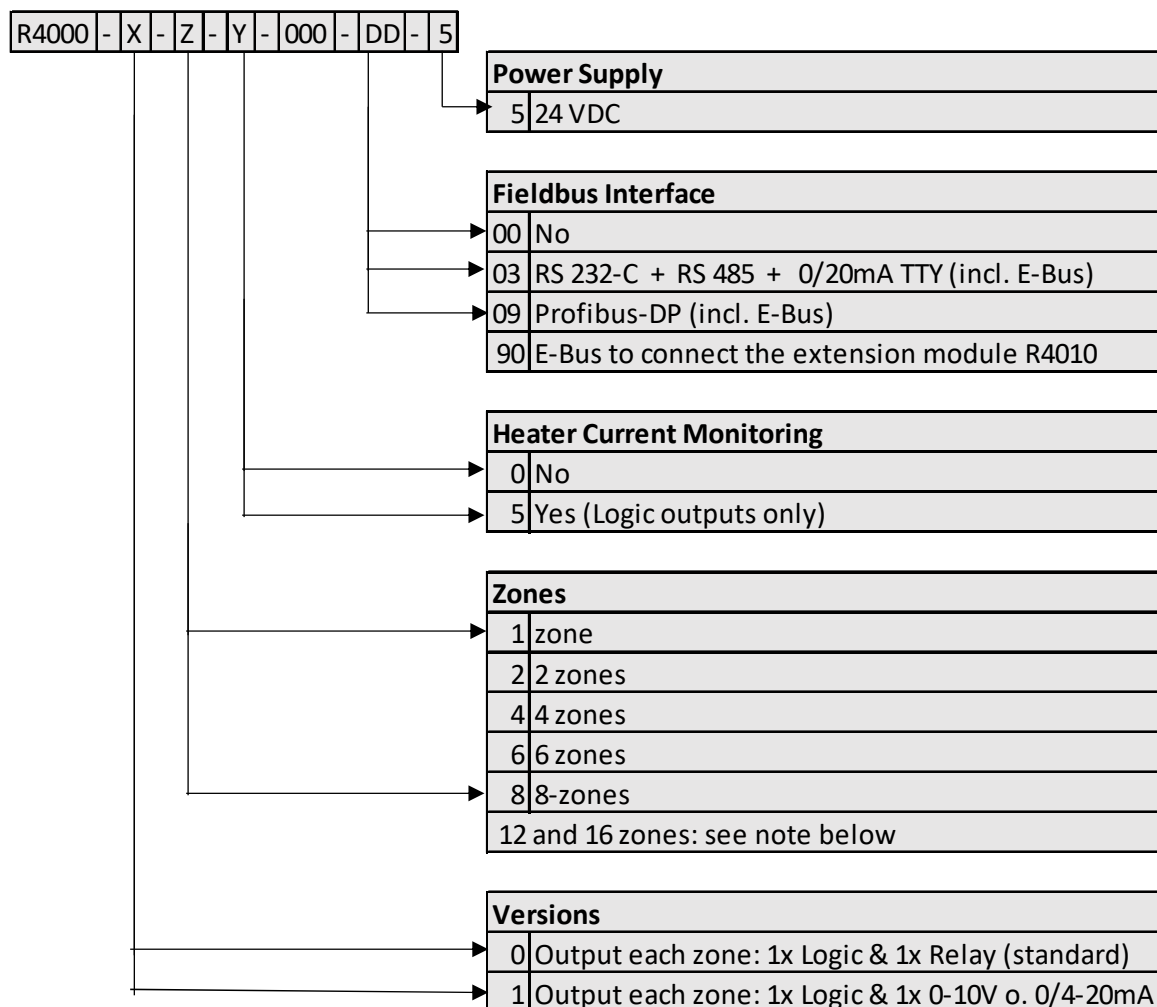 R4000 - X - Z - Y - 000 - DD - 5
Power Supply
5 24 VDC
Fieldbus Interface
00 No
03 RS 232-C + RS 485 + 0/20mA TTY (incl. E-Bus)
09 Profibus-DP (incl. E-Bus)
90 E-Bus to connect the extension module R4010
Heater Current Monitoring
0 No
5 Yes (Logic outputs only)
Zones
1 zone
2 2 zones
4 4 zones
6 6 zones
8 8-zones
12 and 16 zones: see note below
Versions
0 Output each zone: 1x Logic & 1x Relay (standard)
1 Output each zone: 1x Logic & 1x 0-10V o. 0/4-20mA